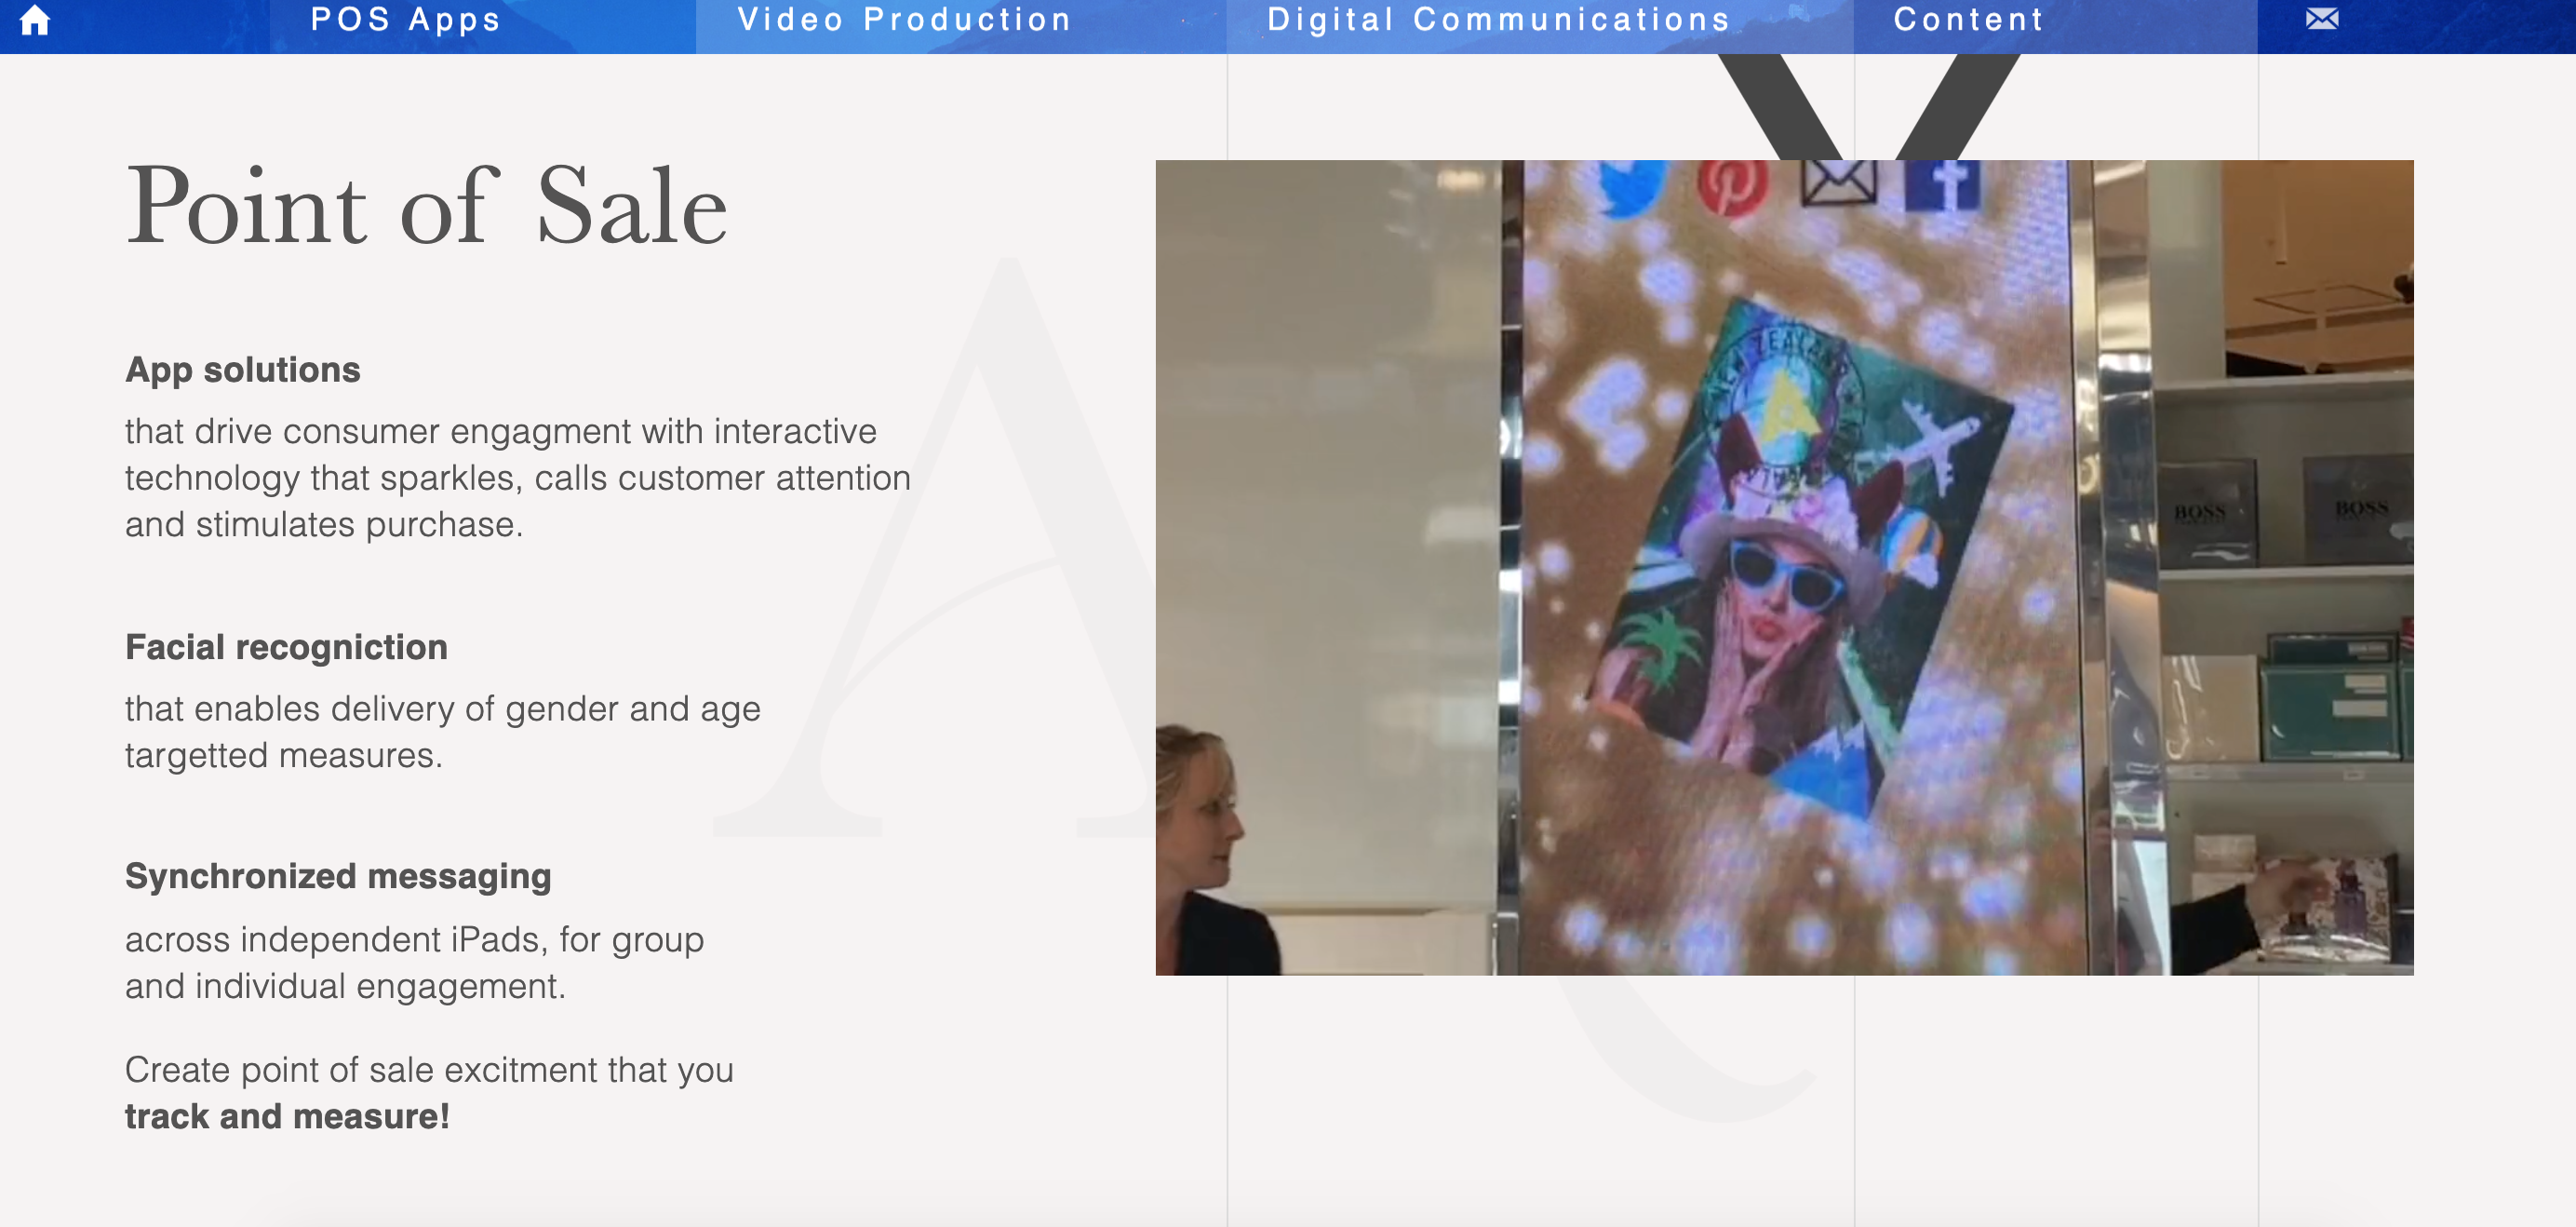 POS Apps
Video Production
Digital Communications
Content
Point of Sale
App solutions
that drive consumer engagment with interactive
technology that sparkles, calls customer attention
and stimulates purchase.
Facial recogniction
that enables delivery of gender and age
targetted measures.
Synchronized messaging
across independent iPads, for group
and individual engagement.
Create point of sale excitment that you
track and measure!
NEW ZEALAND
BOSS
BOSS